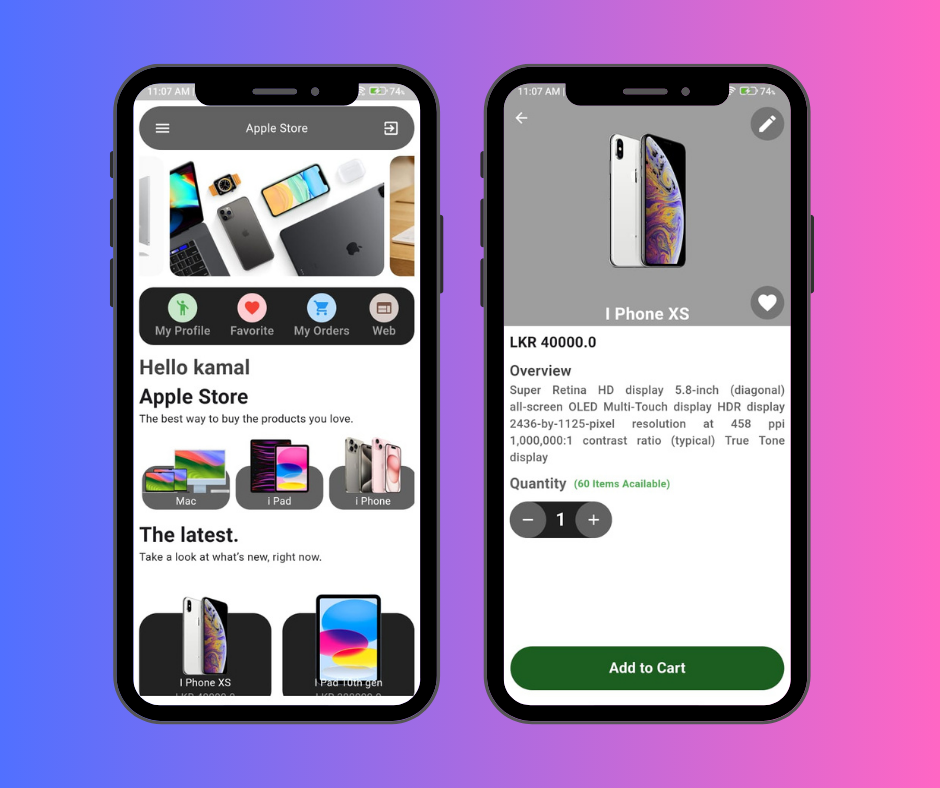 11:07 AM
74
Apple Store
My Profile
Favorite
My Orders
Web
Hello kamal
Apple Store
The best way to buy the products you love.
Mac
i Pad
i Phone
The latest.
Take a look at what's new, right now.
I Phone XS
I Pad 10th gen
LKR 40000.0
11:07 AM
74
I Phone XS
LKR 40000.0
Overview
Super Retina HD display 5.8-inch (diagonal)
all-screen OLED Multi-Touch display HDR display
2436-by-1125-pixel resolution at 458 ppi
1,000,000:1 contrast ratio (typical) True Tone
display
Quantity (60 Items Acailable)
1
Add to Cart